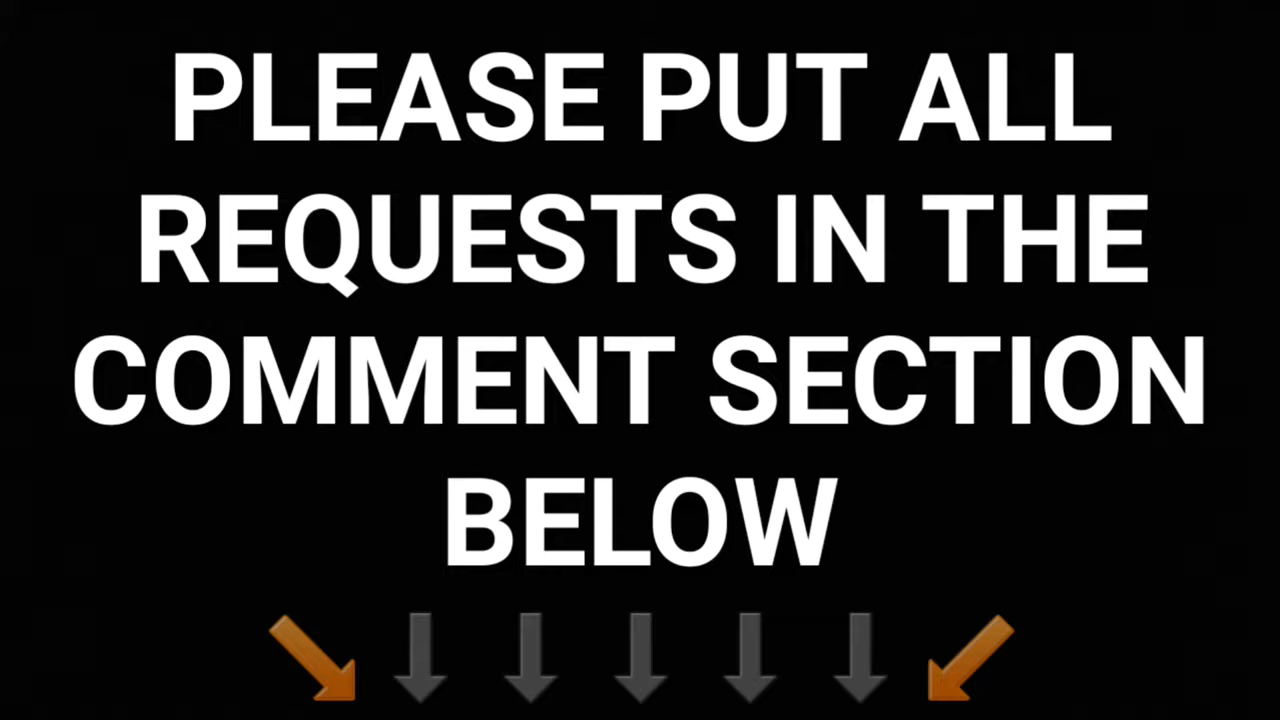 PLEASE PUT ALL
REQUESTS IN THE
COMMENT SECTION
BELOW